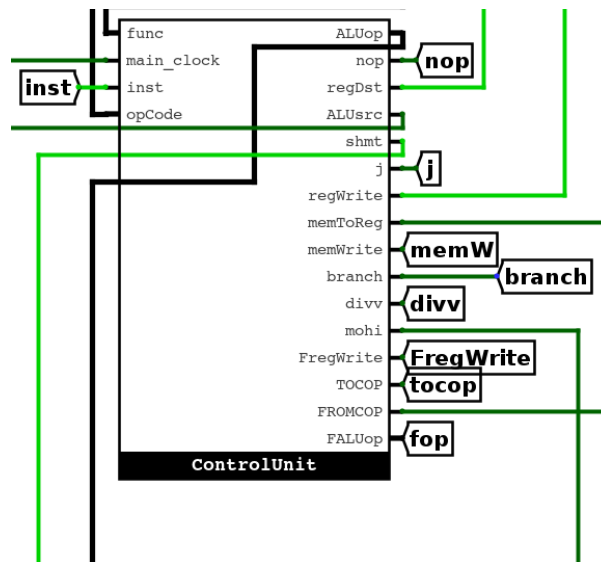 func ALUop
main_clock nop nop
inst inst regDst
opCode ALUsrc
shmt
j j
regWrite
memToReg
memWrite memW
branch branch
divv divv
mohi
FregWrite FregWrite
TOCOP tocop
FROMCOP
FALUop fop
ControlUnit